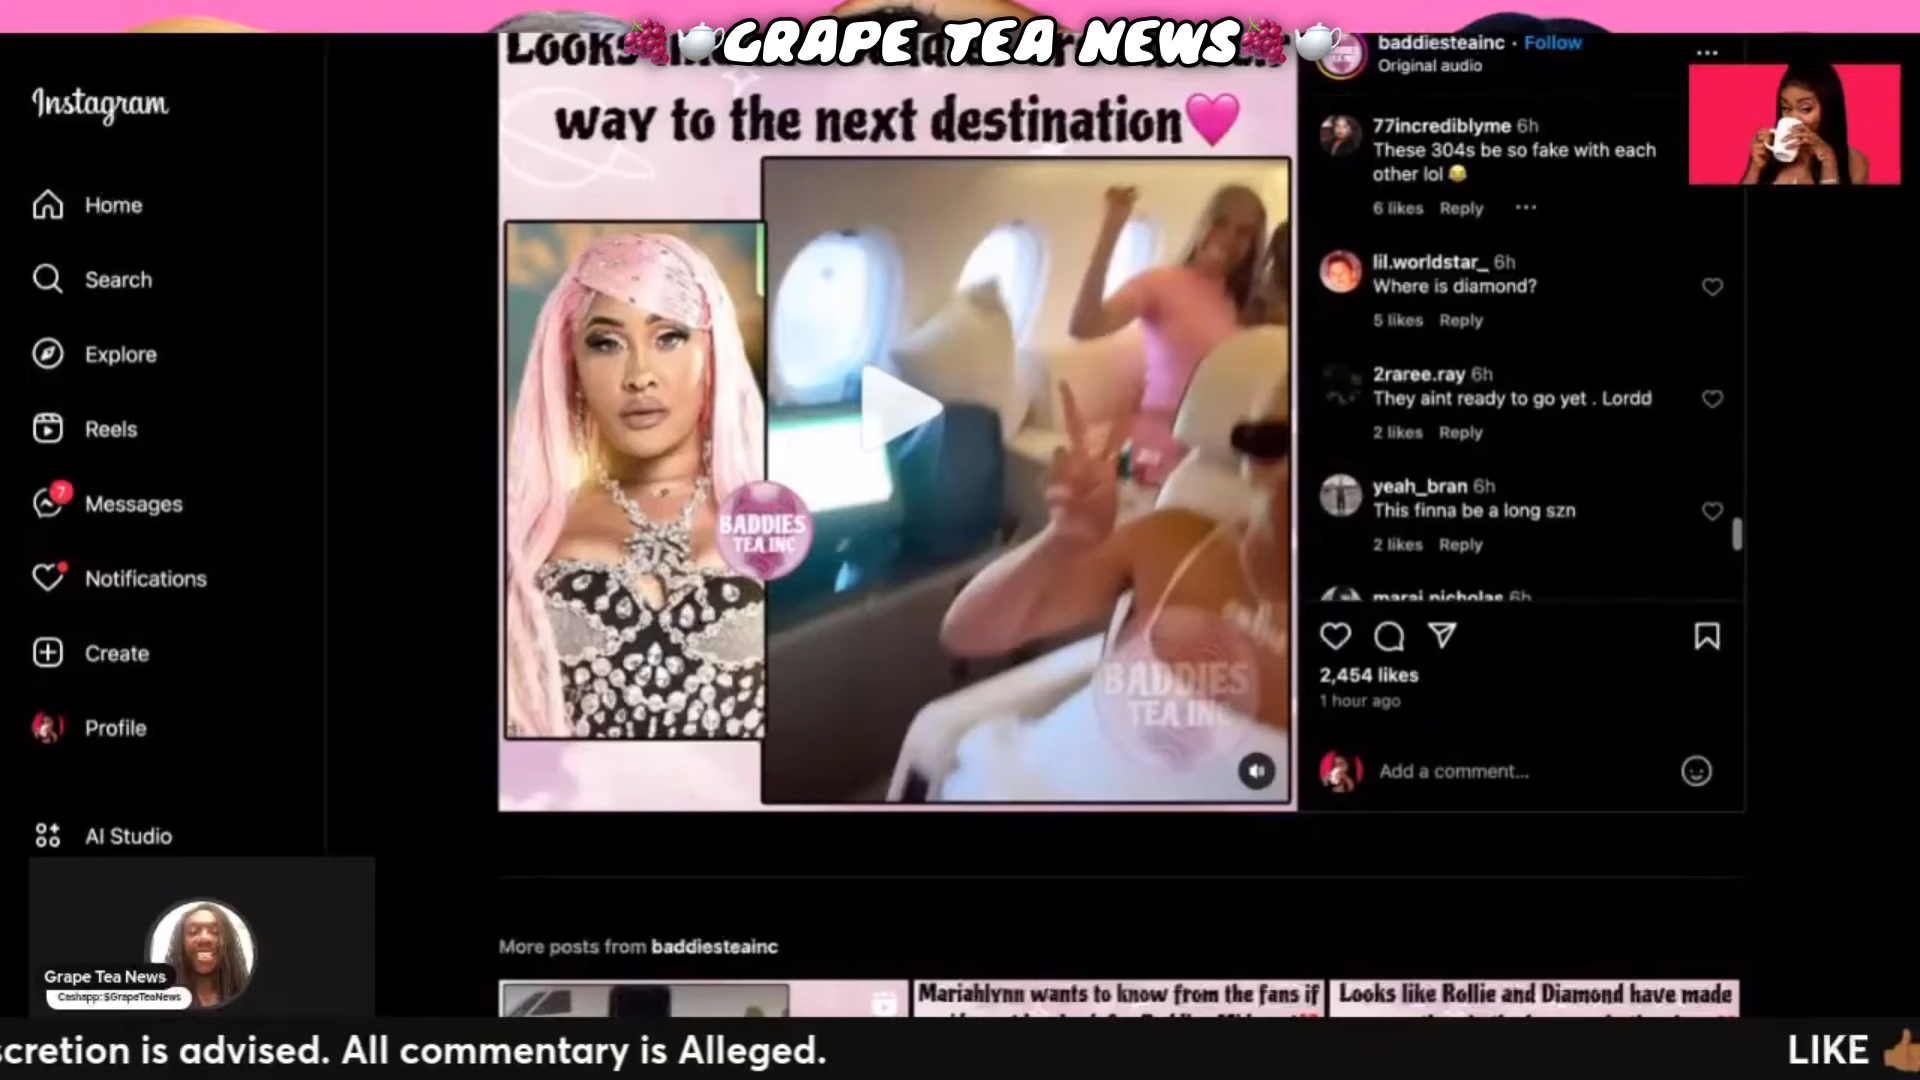 GRAPE TEA NEWS
Looks
way to the next destination
Instagram
Home
Search
Explore
Reels
7
Messages
Notifications
Create
Profile
AI Studio
BADDIES
TEA INC
BADDIES
TEA INC
baddiesteainc · Follow
Original audio
77incrediblyme 6h
These 304s be so fake with each
other lol 😂
6 likes Reply
lil.worldstar_ 6h
Where is diamond?
5 likes Reply
2raree.ray 6h
They aint ready to go yet . Lordd
2 likes Reply
yeah_bran 6h
This finna be a long szn
2 likes Reply
marai.nicholas 6h
2,454 likes
1 hour ago
Add a comment...
More posts from baddiesteainc
Mariahlynn wants to know from the fans if
Looks like Rollie and Diamond have made
Grape Tea News
Cashapp:$GrapeTeaNews
scretion is advised. All commentary is Alleged.
LIKE